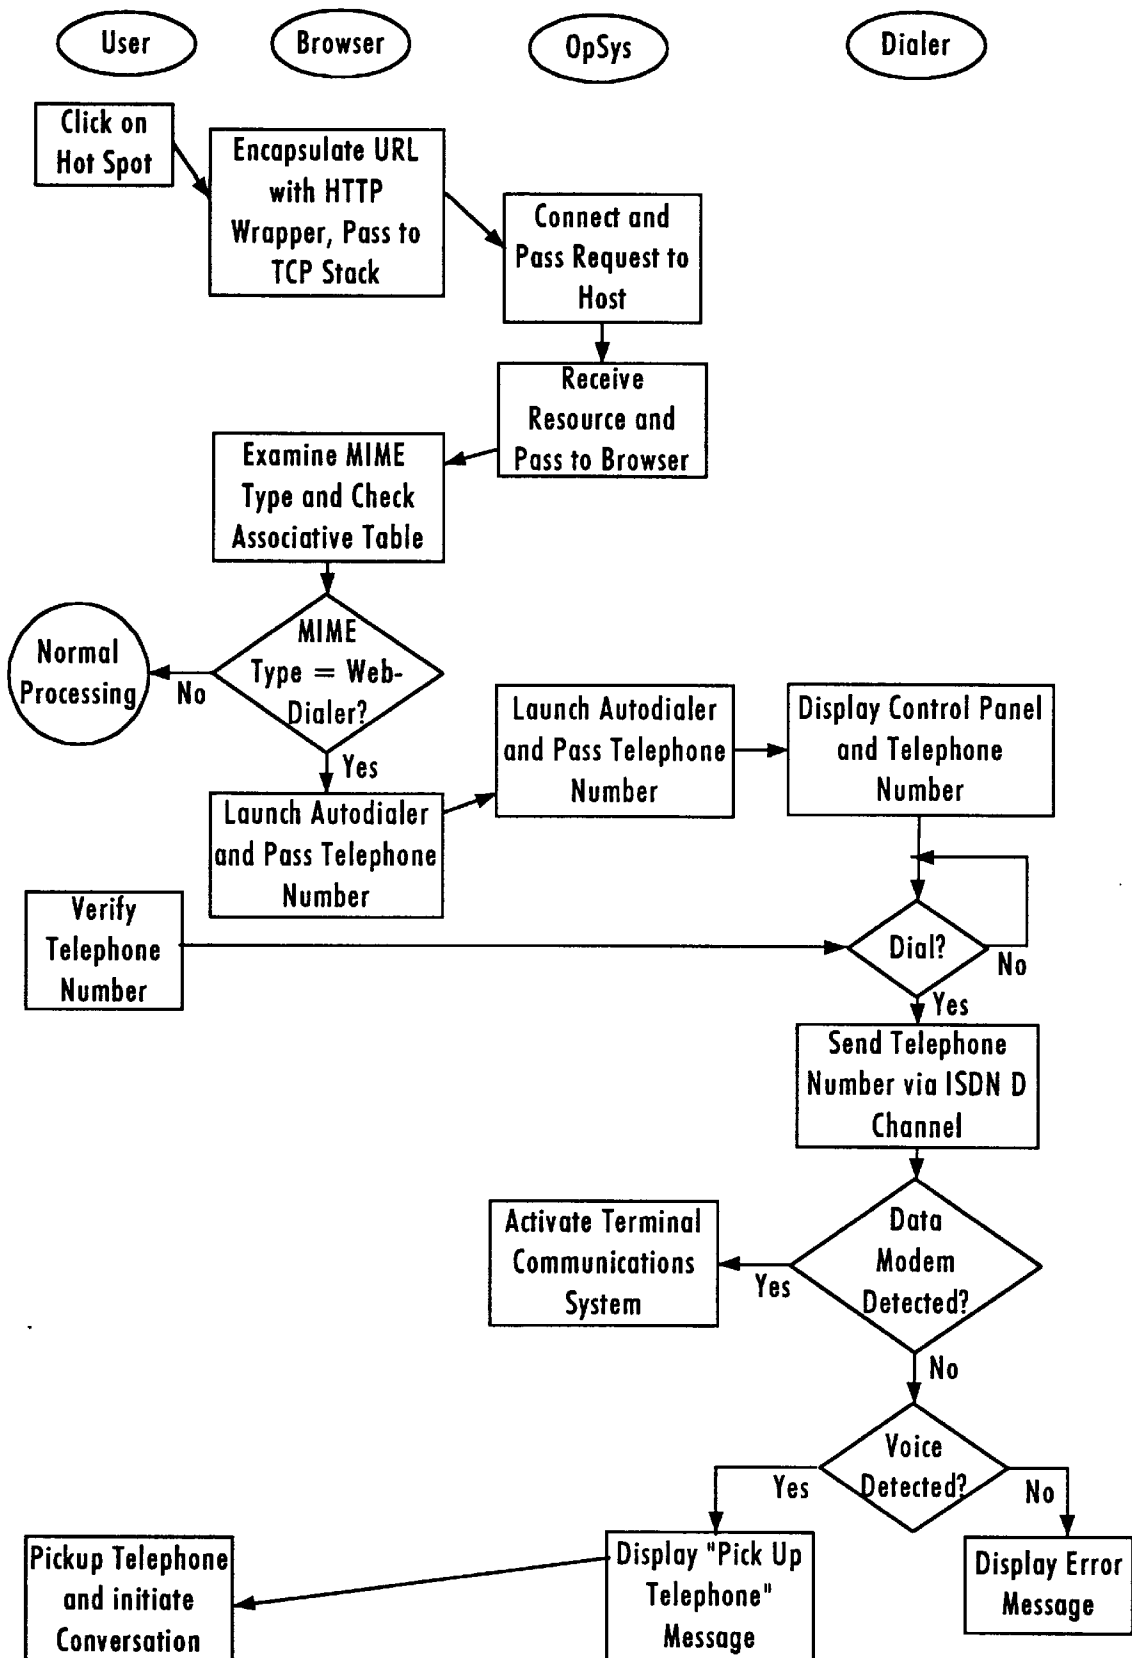 User
Browser
OpSys
Dialer
Click on
Hot Spot
Encapsulate URL
with HTTP
Wrapper, Pass to
TCP Stack
Connect and
Pass Request to
Host
Receive
Resource and
Pass to Browser
Examine MIME
Type and Check
Associative Table
MIME
Type = Web-
Dialer?
No
Normal
Processing
Yes
Launch Autodialer
and Pass Telephone
Number
Launch Autodialer
and Pass Telephone
Number
Display Control Panel
and Telephone
Number
Verify
Telephone
Number
Dial?
No
Yes
Send Telephone
Number via ISDN D
Channel
Data
Modem
Detected?
Yes
Activate Terminal
Communications
System
No
Voice
Detected?
Yes
No
Display "Pick Up
Telephone"
Message
Display Error
Message
Pickup Telephone
and initiate
Conversation